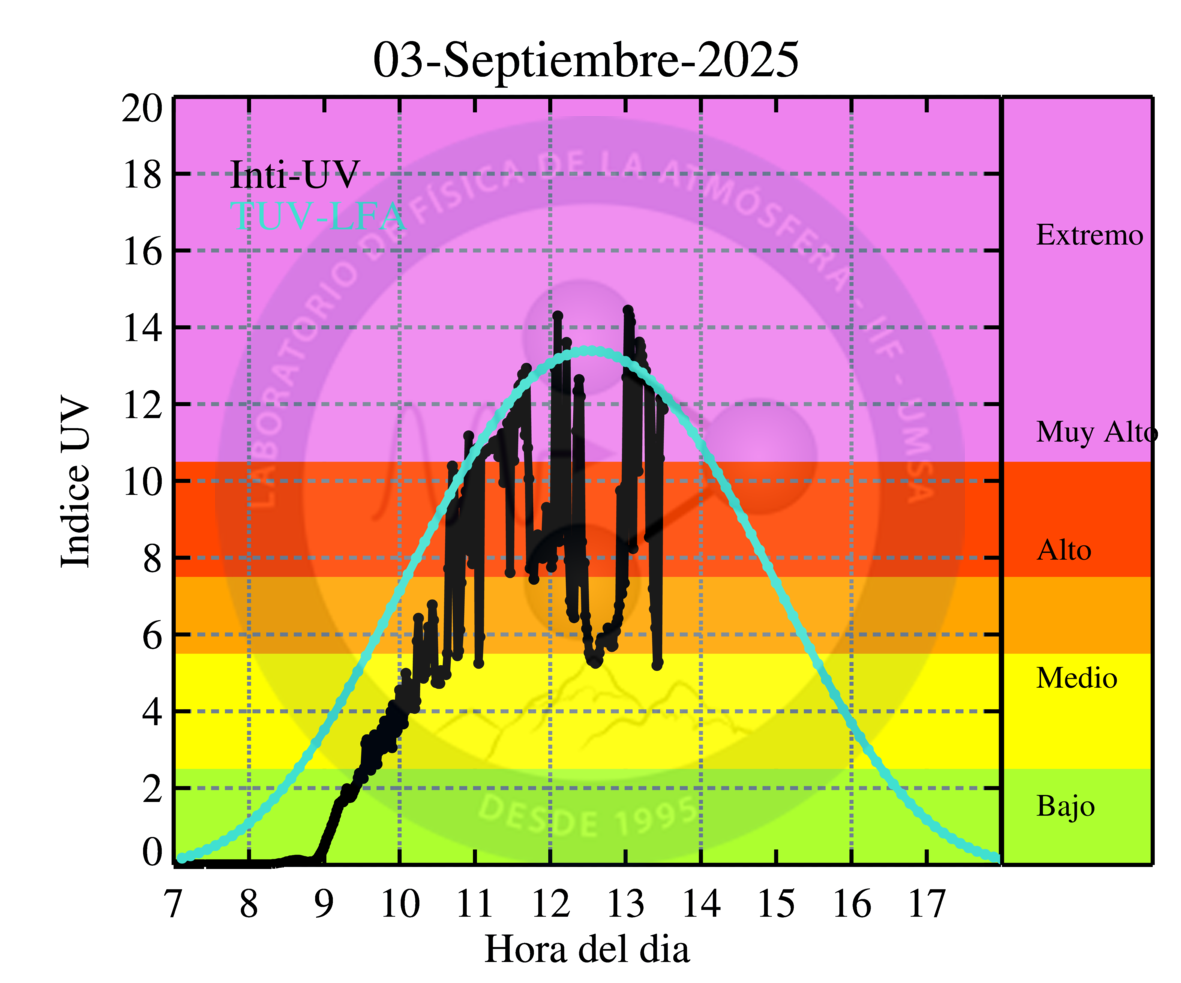 03-Septiembre-2025
20
18
16
14
12
10
8
6
4
2
0
Indice UV
Inti-UV
TUV-LFA
LABORATORIO DE FÍSICA DE LA ATMÓSFERA - IIF - UMSA
DESDE 1995
Extremo
Muy Alto
Alto
Medio
Bajo
7 8 9 10 11 12 13 14 15 16 17
Hora del dia